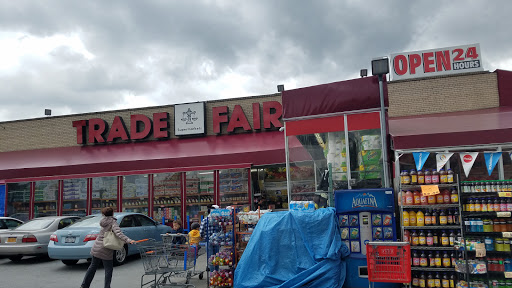 TRADE FAIR
OPEN 24
HOURS
AQUAFINA